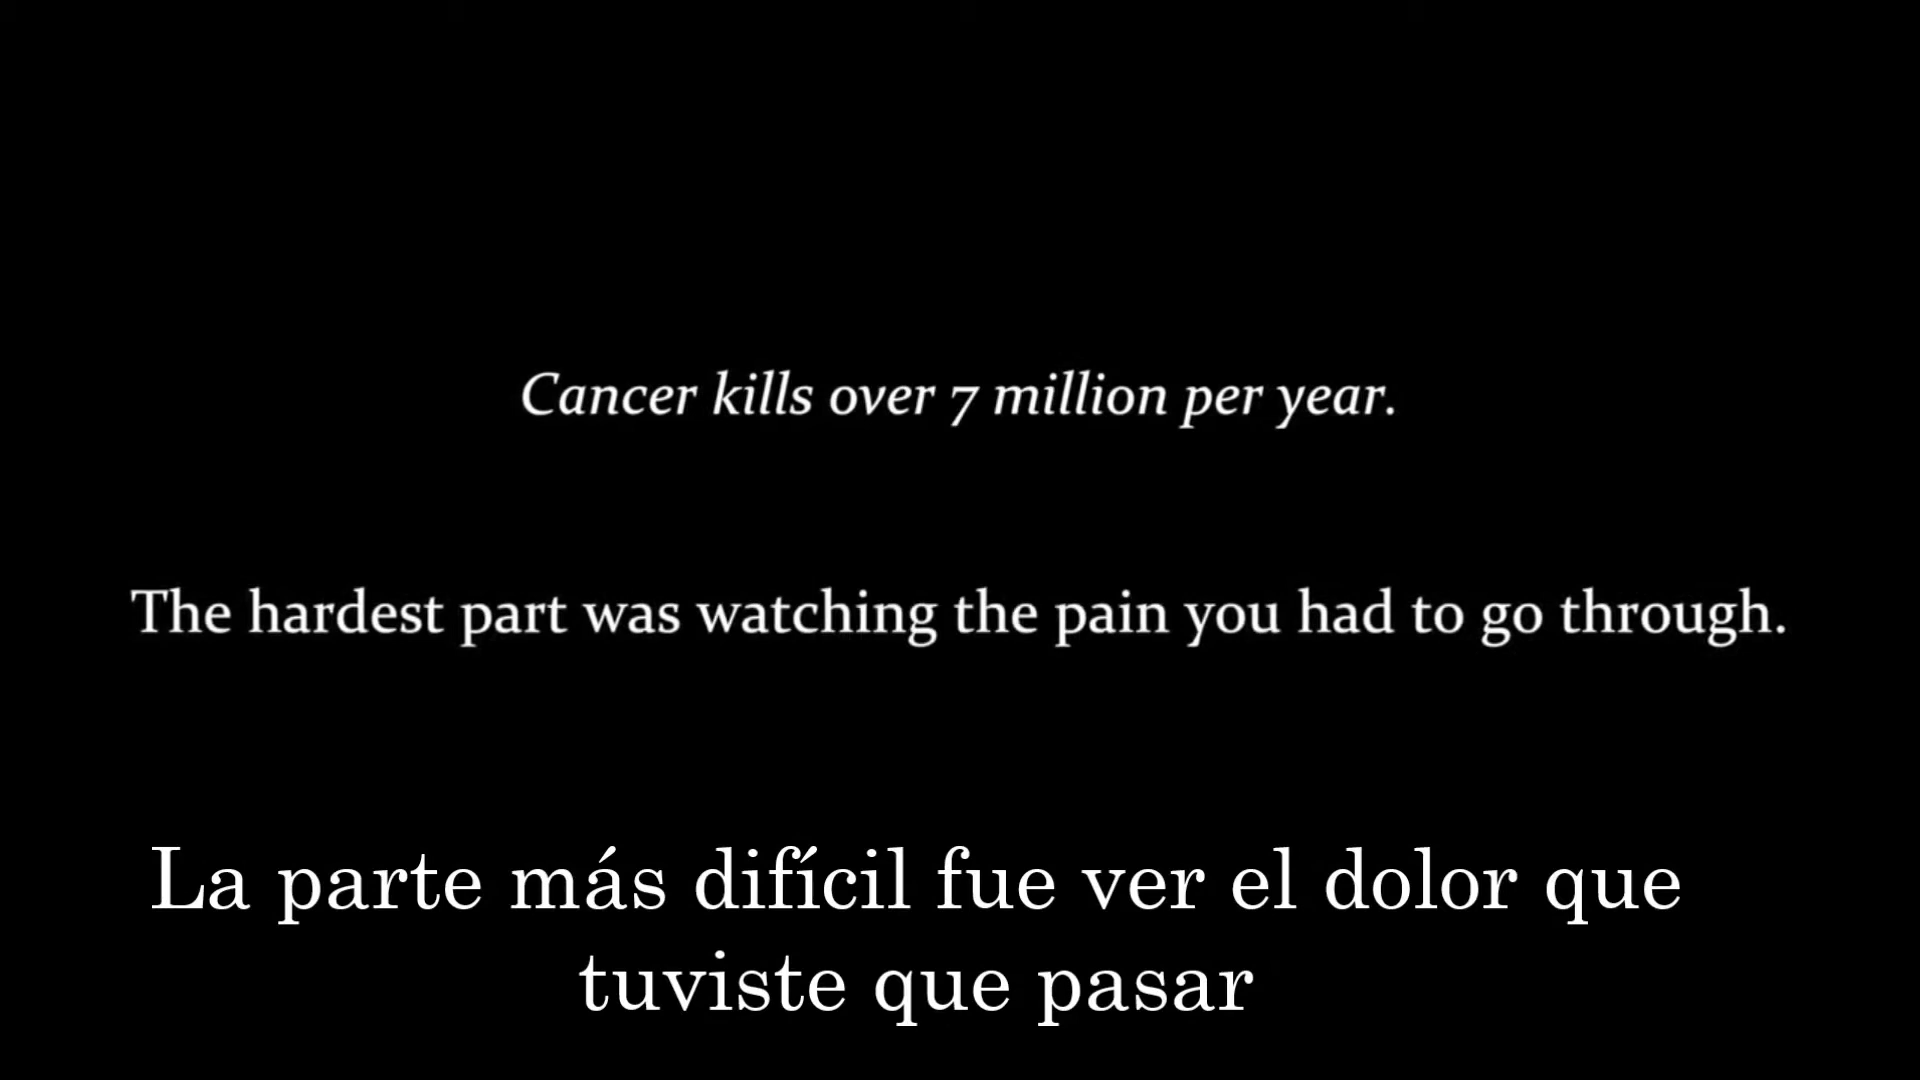 Cancer kills over 7 million per year.
The hardest part was watching the pain you had to go through.
La parte más difícil fue ver el dolor que
tuviste que pasar